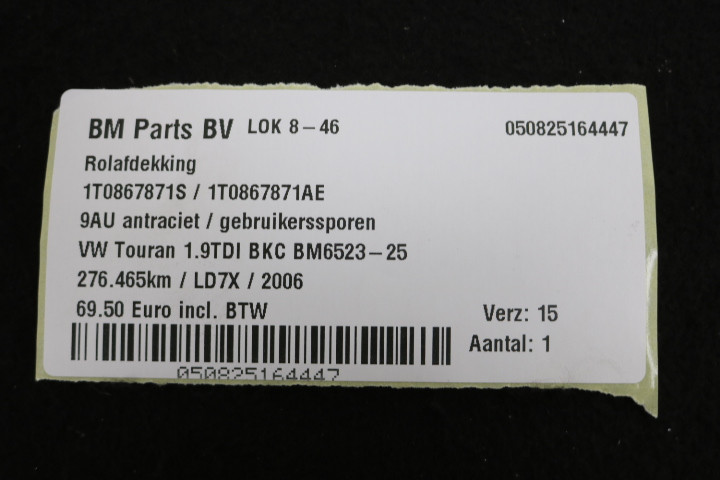 BM Parts BV LOK 8-46 050825164447
Rolafdekking
1T0867871S / 1T0867871AE
9AU antraciet / gebruikerssporen
VW Touran 1.9TDI BKC BM6523-25
276.465km / LD7X / 2006
69.50 Euro incl. BTW Verz: 15
Aantal: 1
050825164447